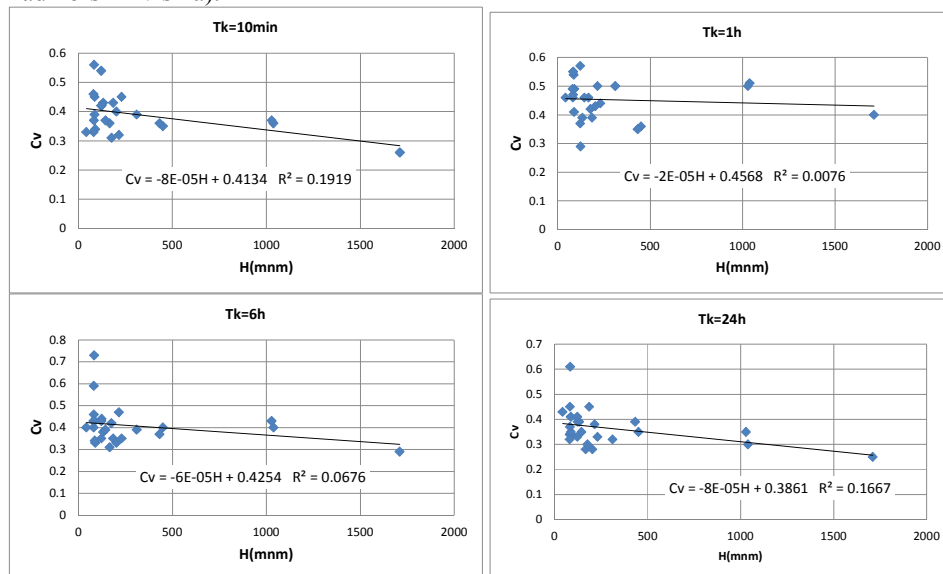 Tk=10min
0.6
0.5
0.4
0.3
0.2
0.1
0
Cv
Cv = -8E-05H + 0.4134 R² = 0.1919
0 500 1000 1500 2000
H(mnm)
Tk=1h
0.6
0.5
0.4
0.3
0.2
0.1
0
Cv
Cv = -2E-05H + 0.4568 R² = 0.0076
0 500 1000 1500 2000
H(mnm)
Tk=6h
0.8
0.7
0.6
0.5
0.4
0.3
0.2
0.1
0
Cv
Cv = -6E-05H + 0.4254 R² = 0.0676
0 500 1000 1500 2000
H(mnm)
Tk=24h
0.7
0.6
0.5
0.4
0.3
0.2
0.1
0
Cv
Cv = -8E-05H + 0.3861 R² = 0.1667
0 500 1000 1500 2000
H(mnm)